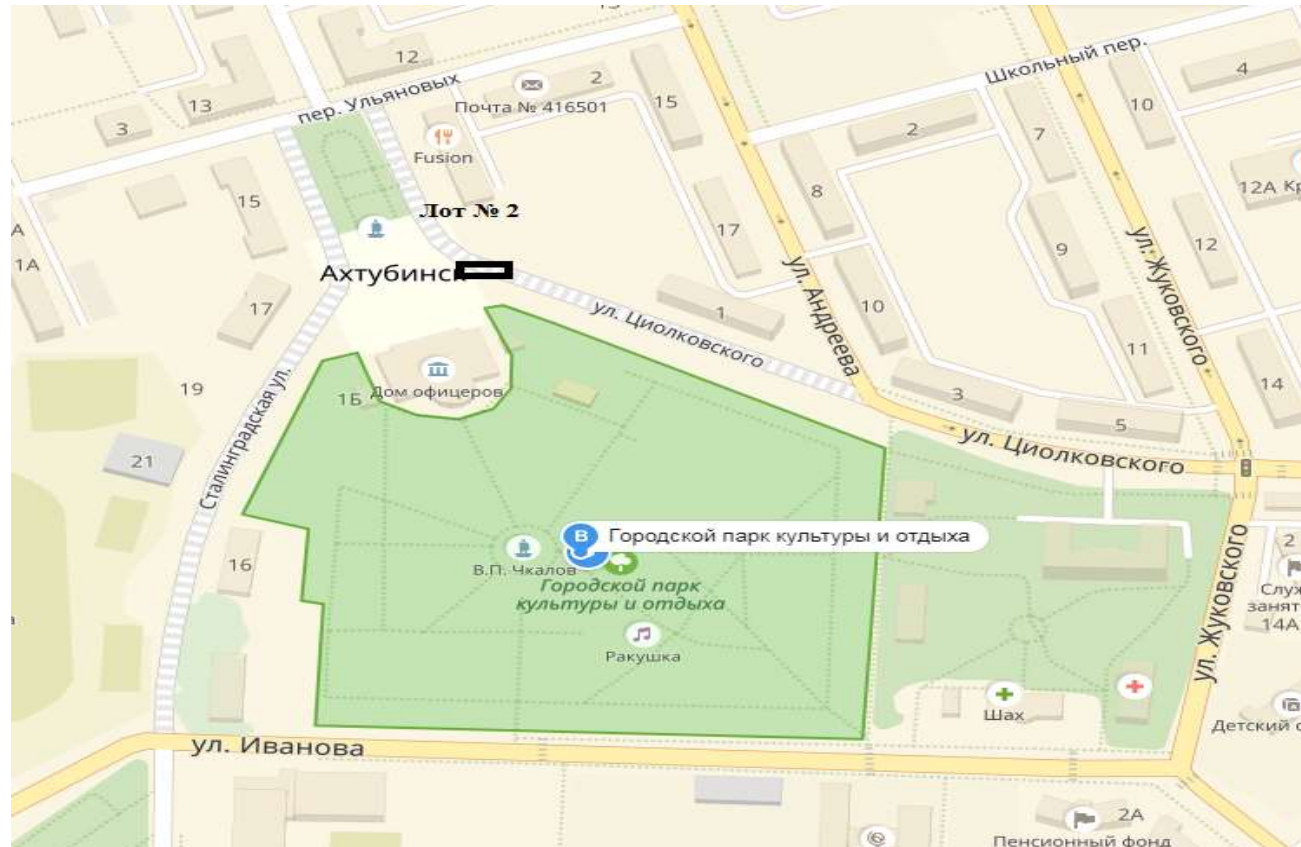 13
12
2
Почта № 416501
15
пер. Ульяновых
3
13
Fusion
Школьный пер.
4
10
2
7
12А
15
Лот № 2
8
17
9
12
1А
Ахтубинск
17
ул. Циолковского
1
ул. Андреева
10
ул. Жуковского
11
14
19
1Б
Дом офицеров
3
5
ул. Циолковского
21
Сталинградская ул.
16
В
Городской парк культуры и отдыха
В.П. Чкалов
Городской парк
культуры и отдыха
Ракушка
2
14А
ул. Жуковского
Шах
ул. Иванова
2А
Пенсионный фонд